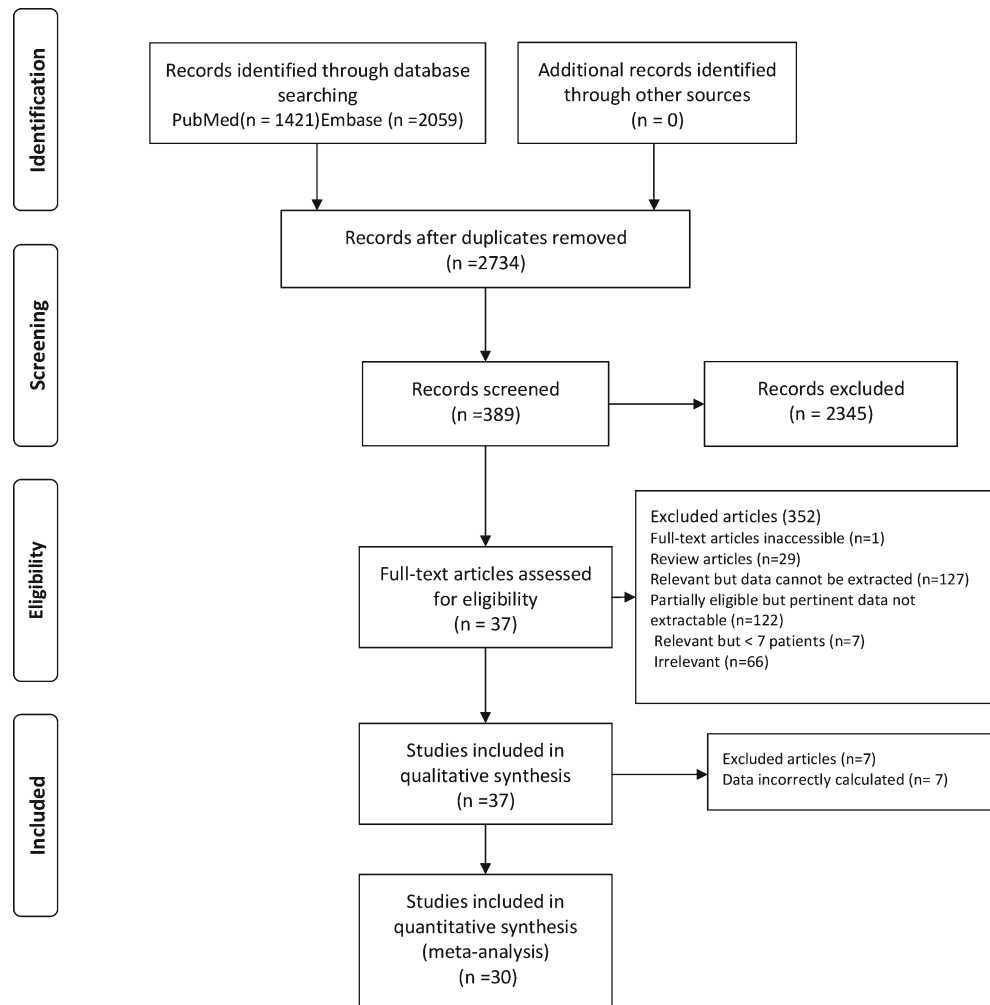 Identification
Records identified through database
searching
PubMed(n = 1421)Embase (n =2059)
Additional records identified
through other sources
(n = 0)
Records after duplicates removed
(n =2734)
Screening
Records screened
(n =389)
Records excluded
(n = 2345)
Eligibility
Full-text articles assessed
for eligibility
(n = 37)
Excluded articles (352)
Full-text articles inaccessible (n=1)
Review articles (n=29)
Relevant but data cannot be extracted (n=127)
Partially eligible but pertinent data not
extractable (n=122)
Relevant but < 7 patients (n=7)
Irrelevant (n=66)
Included
Studies included in
qualitative synthesis
(n =37)
Excluded articles (n=7)
Data incorrectly calculated (n= 7)
Studies included in
quantitative synthesis
(meta-analysis)
(n =30)